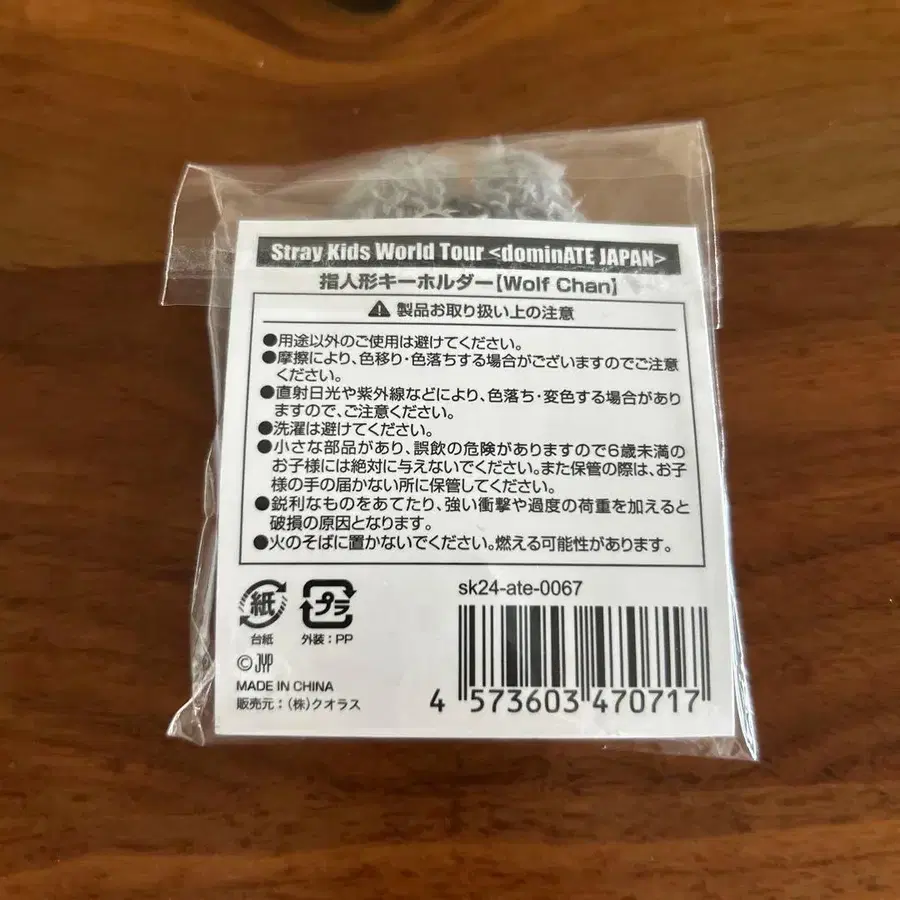 Stray Kids World Tour <dominATE JAPAN>
指人形キーホルダー【Wolf Chan】
製品お取り扱い上の注意
●用途以外のご使用は避けてください。
●摩擦により、色移り・色落ちする場合がございますのでご注意
ください。
●直射日光や紫外線などにより、色落ち・変色する場合があり
ますので、ご注意ください。
●洗濯は避けてください。
●小さな部品があり、誤飲の危険がありますので6歳未満の
お子様には絶対に与えないでください。また保管の際は、お子
様の手の届かない所に保管してください。
●鋭利なものをあてたり、強い衝撃や過度の荷重を加えると
破損の原因となります。
●火のそばに置かないでください。燃える可能性があります。
sk24-ate-0067
紙
プラ
台紙
外装：PP
©JYP
MADE IN CHINA
販売元：(株)クオラス
4 573603 470717